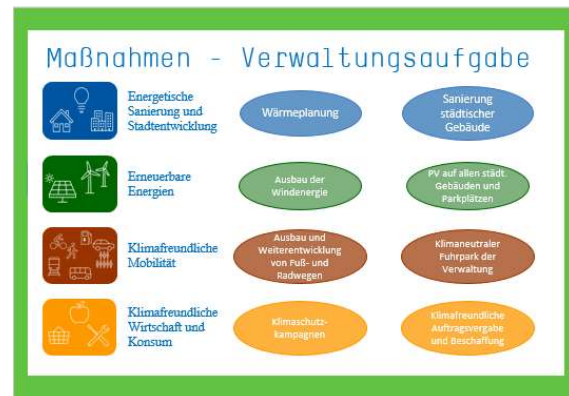 Maßnahmen - Verwaltungsaufgabe
Energetische
Sanierung und
Stadtentwicklung
Wärmeplanung
Sanierung
städtischer
Gebäude
Erneuerbare
Energien
Ausbau der
Windenergie
PV auf allen städt.
Gebäuden und
Parkplätzen
Klimafreundliche
Mobilität
Ausbau und
Weiterentwicklung
von Fuß- und
Radwegen
Klimaneutraler
Fuhrpark der
Verwaltung
Klimafreundliche
Wirtschaft und
Konsum
Klimaschutz-
kampagnen
Klimafreundliche
Auftragsvergabe
und Beschaffung